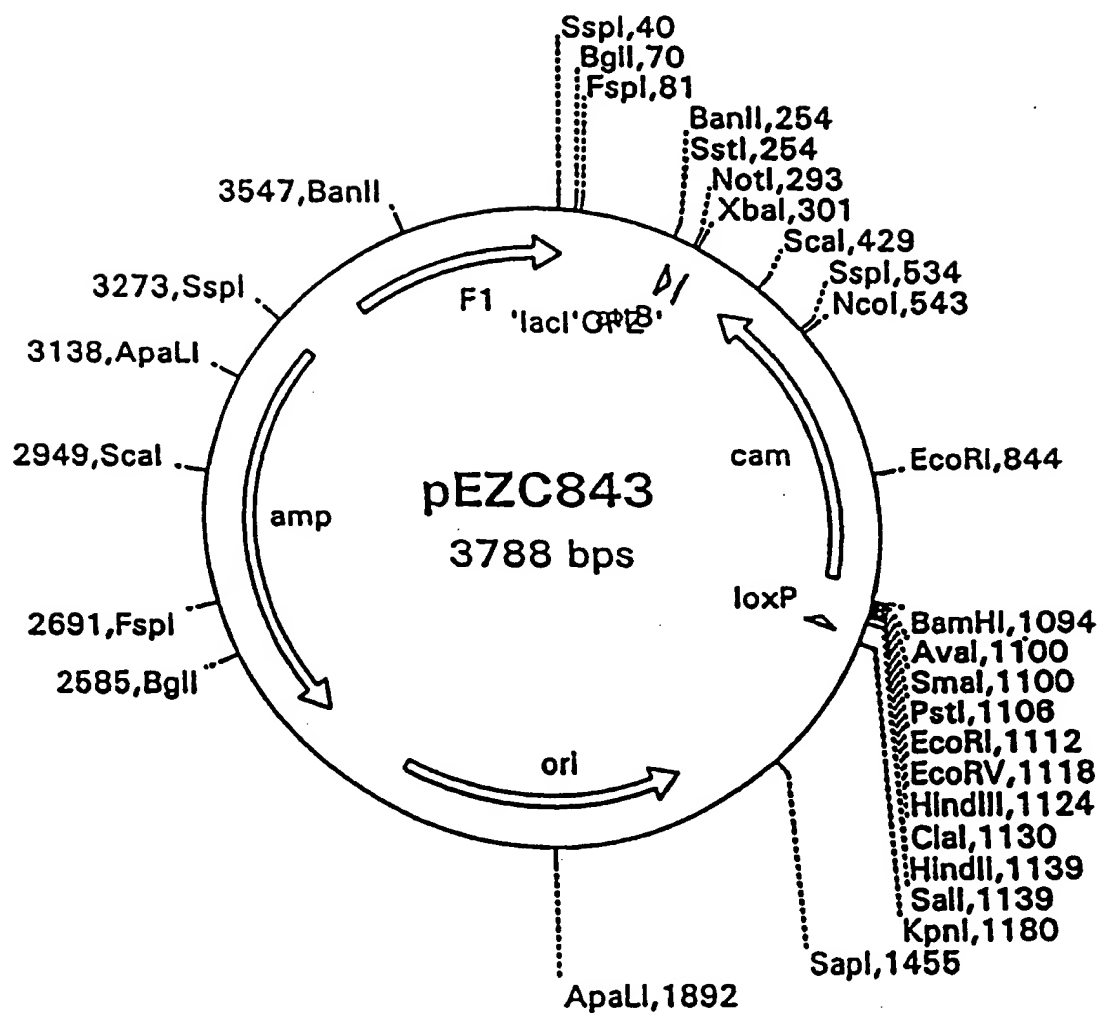 SspI,40
BglI,70
FspI,81
BanII,254
SstI,254
NotI,293
XbaI,301
ScaI,429
SspI,534
NcoI,543
3547,BanII
3273,SspI
3138,ApaLI
2949,ScaI
2691,FspI
2585,BglI
F1
'lacI'
cam
EcoRI,844
pEZC843
3788 bps
amp
loxP
BamHI,1094
AvaI,1100
SmaI,1100
PstI,1106
EcoRI,1112
EcoRV,1118
HindIII,1124
ClaI,1130
HindII,1139
SalI,1139
KpnI,1180
ori
SapI,1455
ApaLI,1892